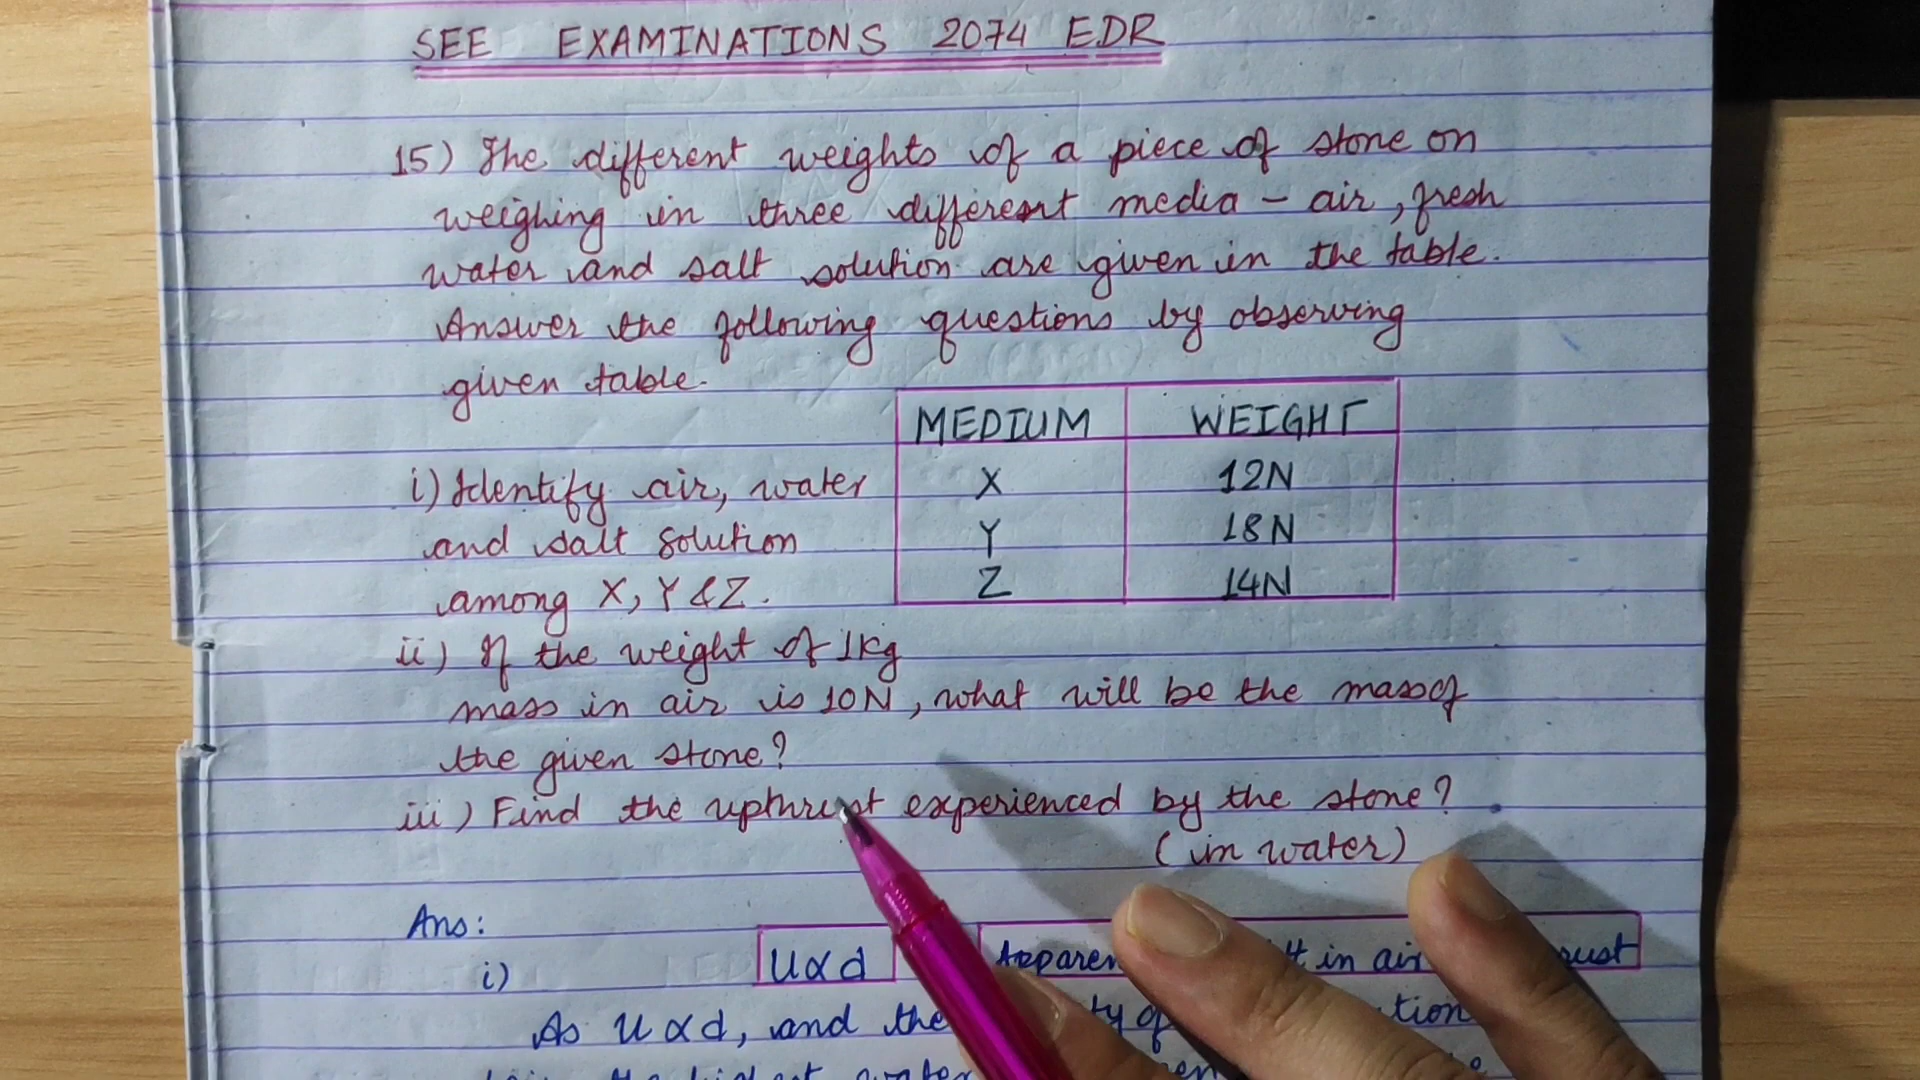 SEE EXAMINATIONS 2074 EDR
15) The different weights of a piece of stone on
weighing in three different media - air, fresh
water and salt solution are given in the table.
Answer the following questions by observing
given table.
MEDIUM WEIGHT
X 12N
Y 18N
Z 14N
i) Identify air, water
and salt solution
among X, Y & Z.
ii) If the weight of 1kg
mass in air is 10N, what will be the mass of
the given stone?
iii) Find the upthrust experienced by the stone?
(in water)
Ans:
i) U α d in air
As U α d, and the
water